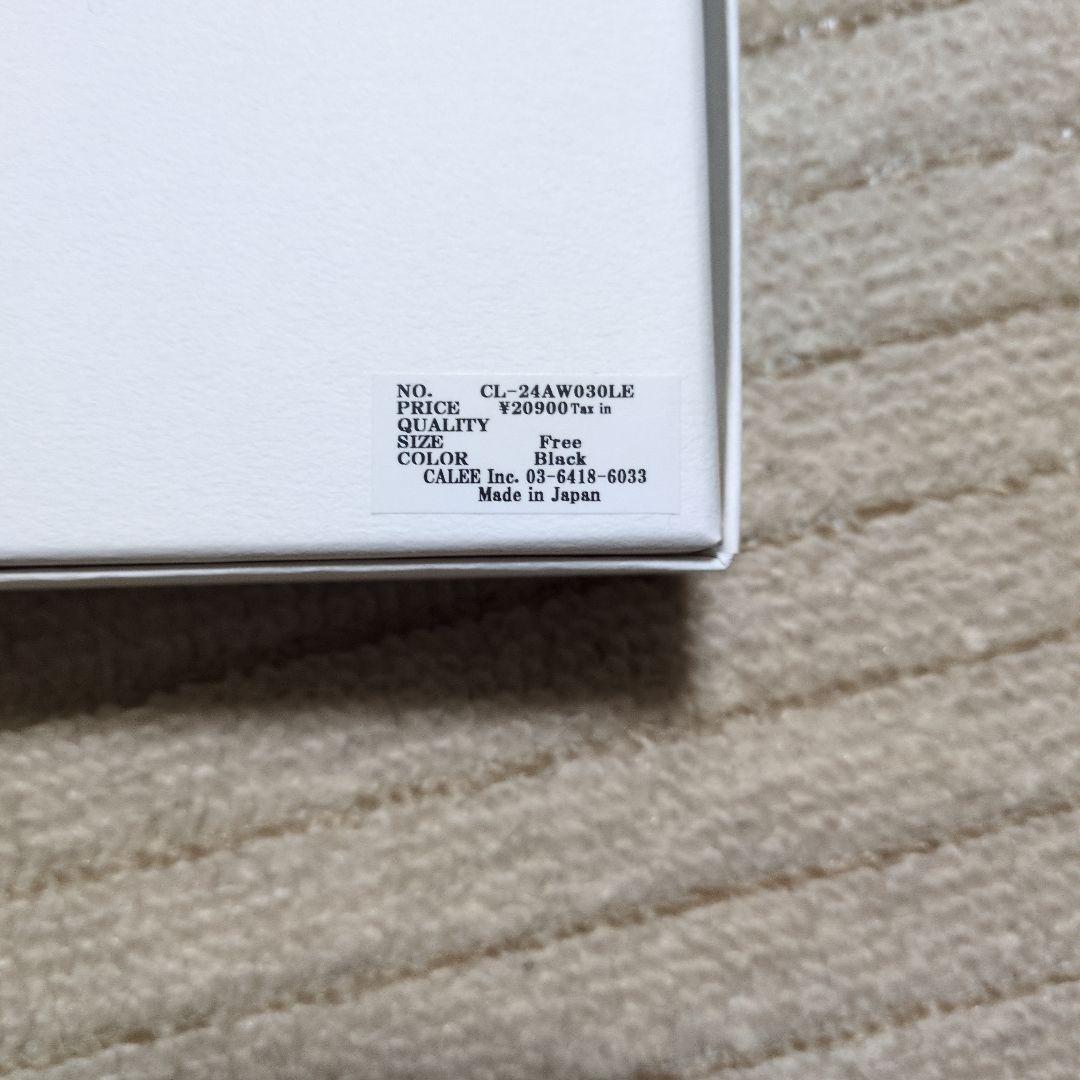 NO. CL-24AW030LE
PRICE ¥20900 Tax in
QUALITY
SIZE Free
COLOR Black
CALEE Inc. 03-6418-6033
Made in Japan